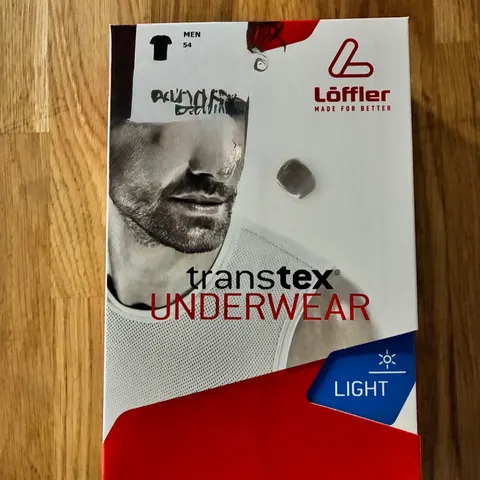 MEN
54
Löffler
MADE FOR BETTER
transtex®
UNDERWEAR
LIGHT